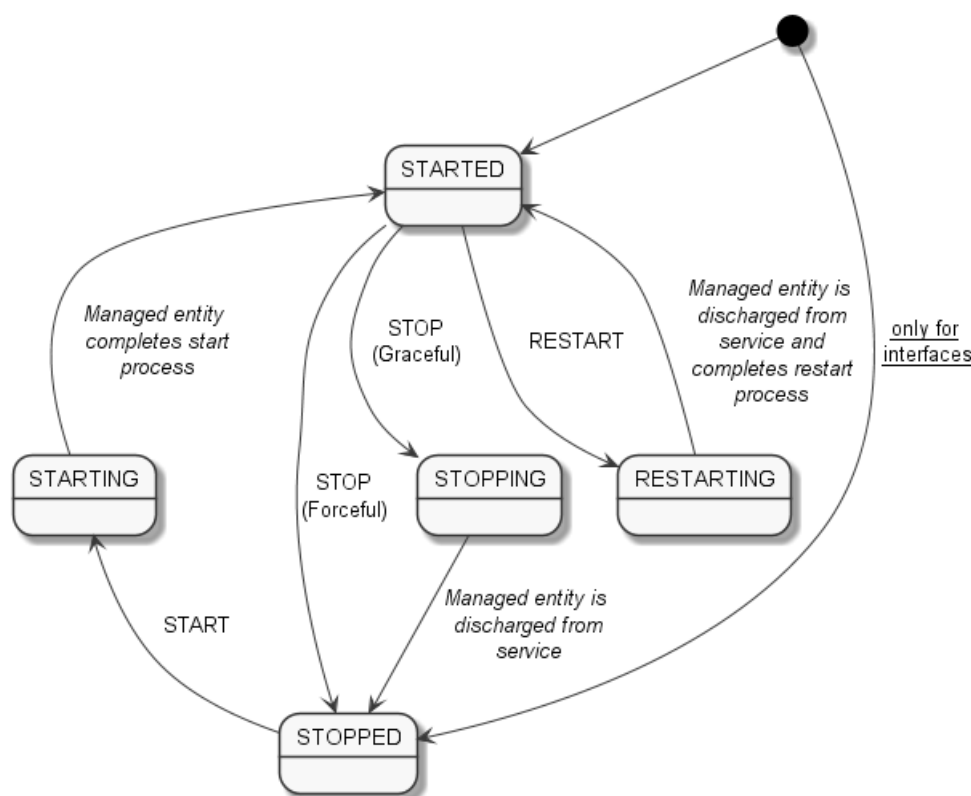 STARTED
Managed entity
completes start
process
STOP
(Graceful)
RESTART
Managed entity is
discharged from
service and
completes restart
process
only for
interfaces
STARTING
STOP
(Forceful)
STOPPING
RESTARTING
START
Managed entity is
discharged from
service
STOPPED